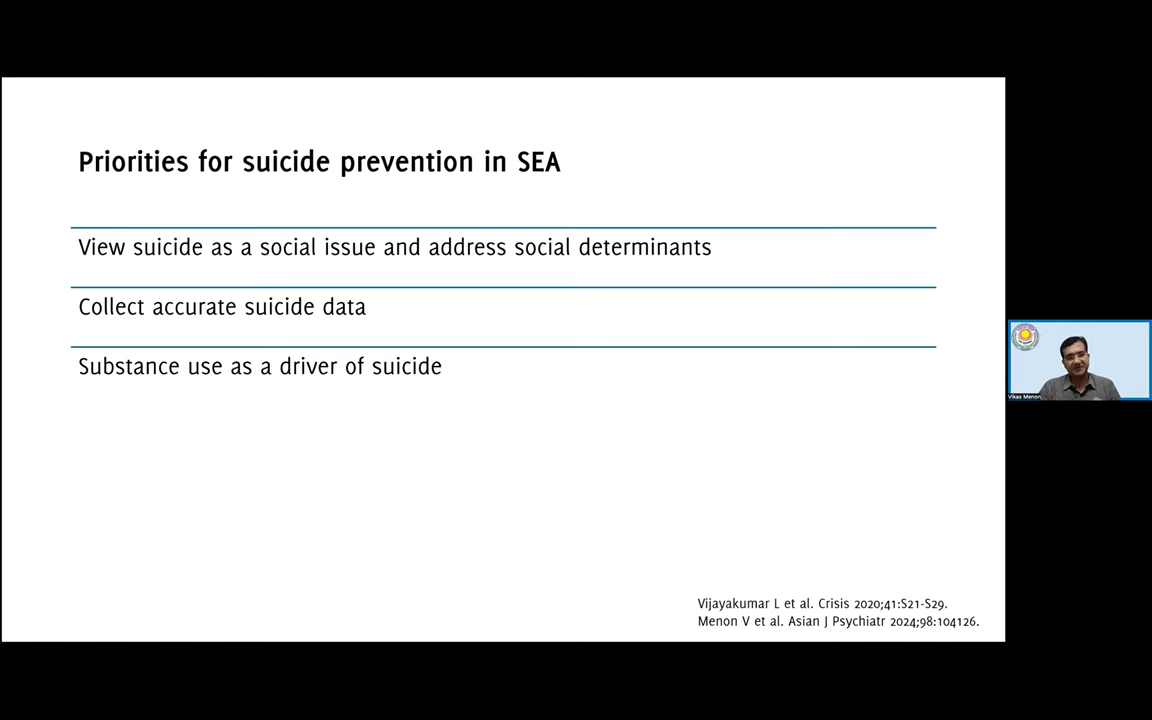 Priorities for suicide prevention in SEA
View suicide as a social issue and address social determinants
Collect accurate suicide data
Substance use as a driver of suicide
Vijayakumar L et al. Crisis 2020;41:S21-S29.
Menon V et al. Asian J Psychiatr 2024;98:104126.
Vikas Menon